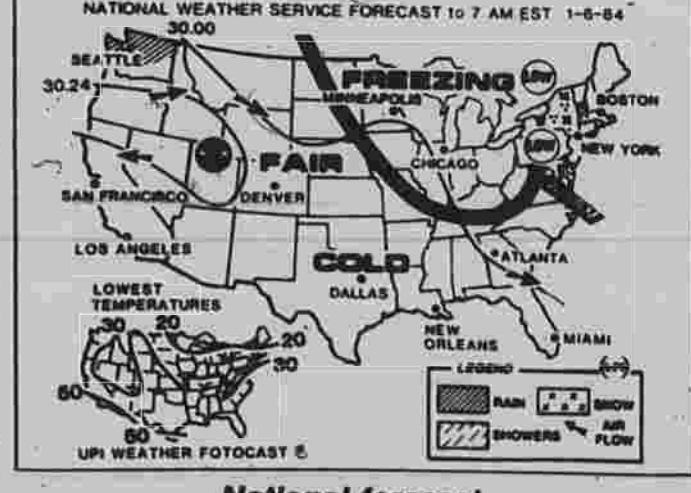 NATIONAL WEATHER SERVICE FORECAST to 7 AM EST 1-6-84
30.00
SEATTLE
30.24
FREEZING
LOW
MINNEAPOLIS
BOSTON
LOW
NEW YORK
FAIR
CHICAGO
SAN FRANCISCO
DENVER
LOS ANGELES
COLD
ATLANTA
DALLAS
LOWEST
TEMPERATURES
NEW
ORLEANS
MIAMI
30
20
20
30
LEGEND
RAIN
SNOW
SHOWERS
AIR
FLOW
UPI WEATHER FOTOCAST ®
National forecast